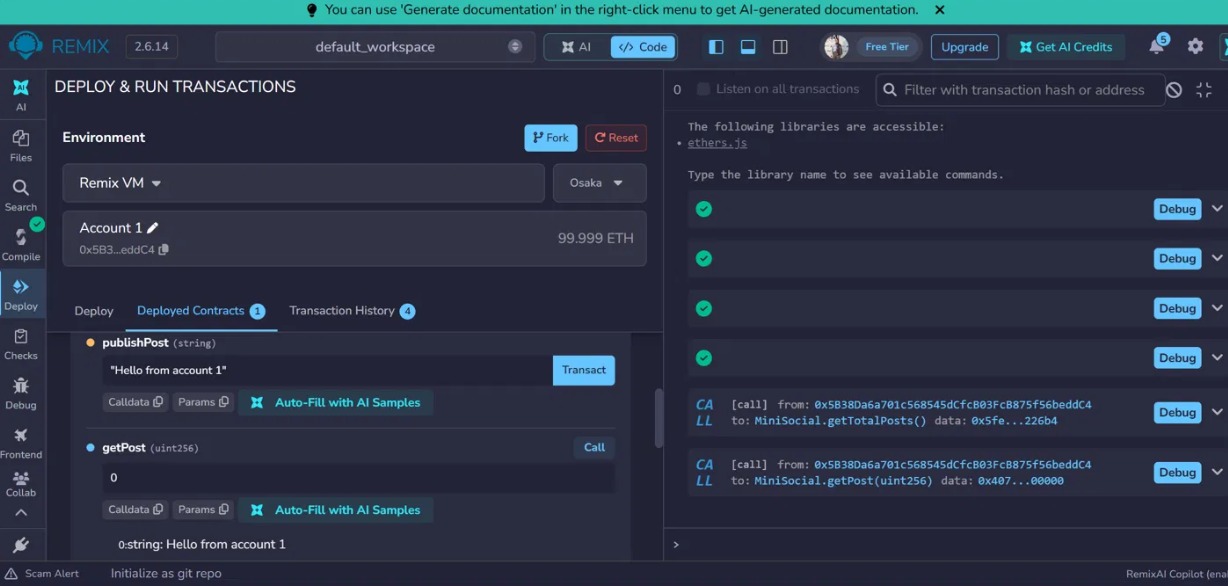 You can use 'Generate documentation' in the right-click menu to get AI-generated documentation. ✕
REMIX 2.6.14 default_workspace AI </> Code Free Tier Upgrade Get AI Credits 5
AI
Files
Search
Compile
Deploy
Checks
Debug
Frontend
Collab
DEPLOY & RUN TRANSACTIONS
Environment Fork Reset
Remix VM Osaka
Account 1
0x5B3...eddC4 99.999 ETH
Deploy Deployed Contracts 1 Transaction History 4
publishPost (string)
"Hello from account 1" Transact
Calldata Params Auto-Fill with AI Samples
getPost (uint256) Call
0
Calldata Params Auto-Fill with AI Samples
0:string: Hello from account 1
0 Listen on all transactions Filter with transaction hash or address
The following libraries are accessible:
• ethers.js
Type the library name to see available commands.
Debug
Debug
Debug
Debug
CALL [call] from: 0x5B38Da6a701c568545dCfcB03FcB875f56beddC4
to: MiniSocial.getTotalPosts() data: 0x5fe...226b4 Debug
CALL [call] from: 0x5B38Da6a701c568545dCfcB03FcB875f56beddC4
to: MiniSocial.getPost(uint256) data: 0x407...00000 Debug
>
Scam Alert Initialize as git repo RemixAI Copilot (ena